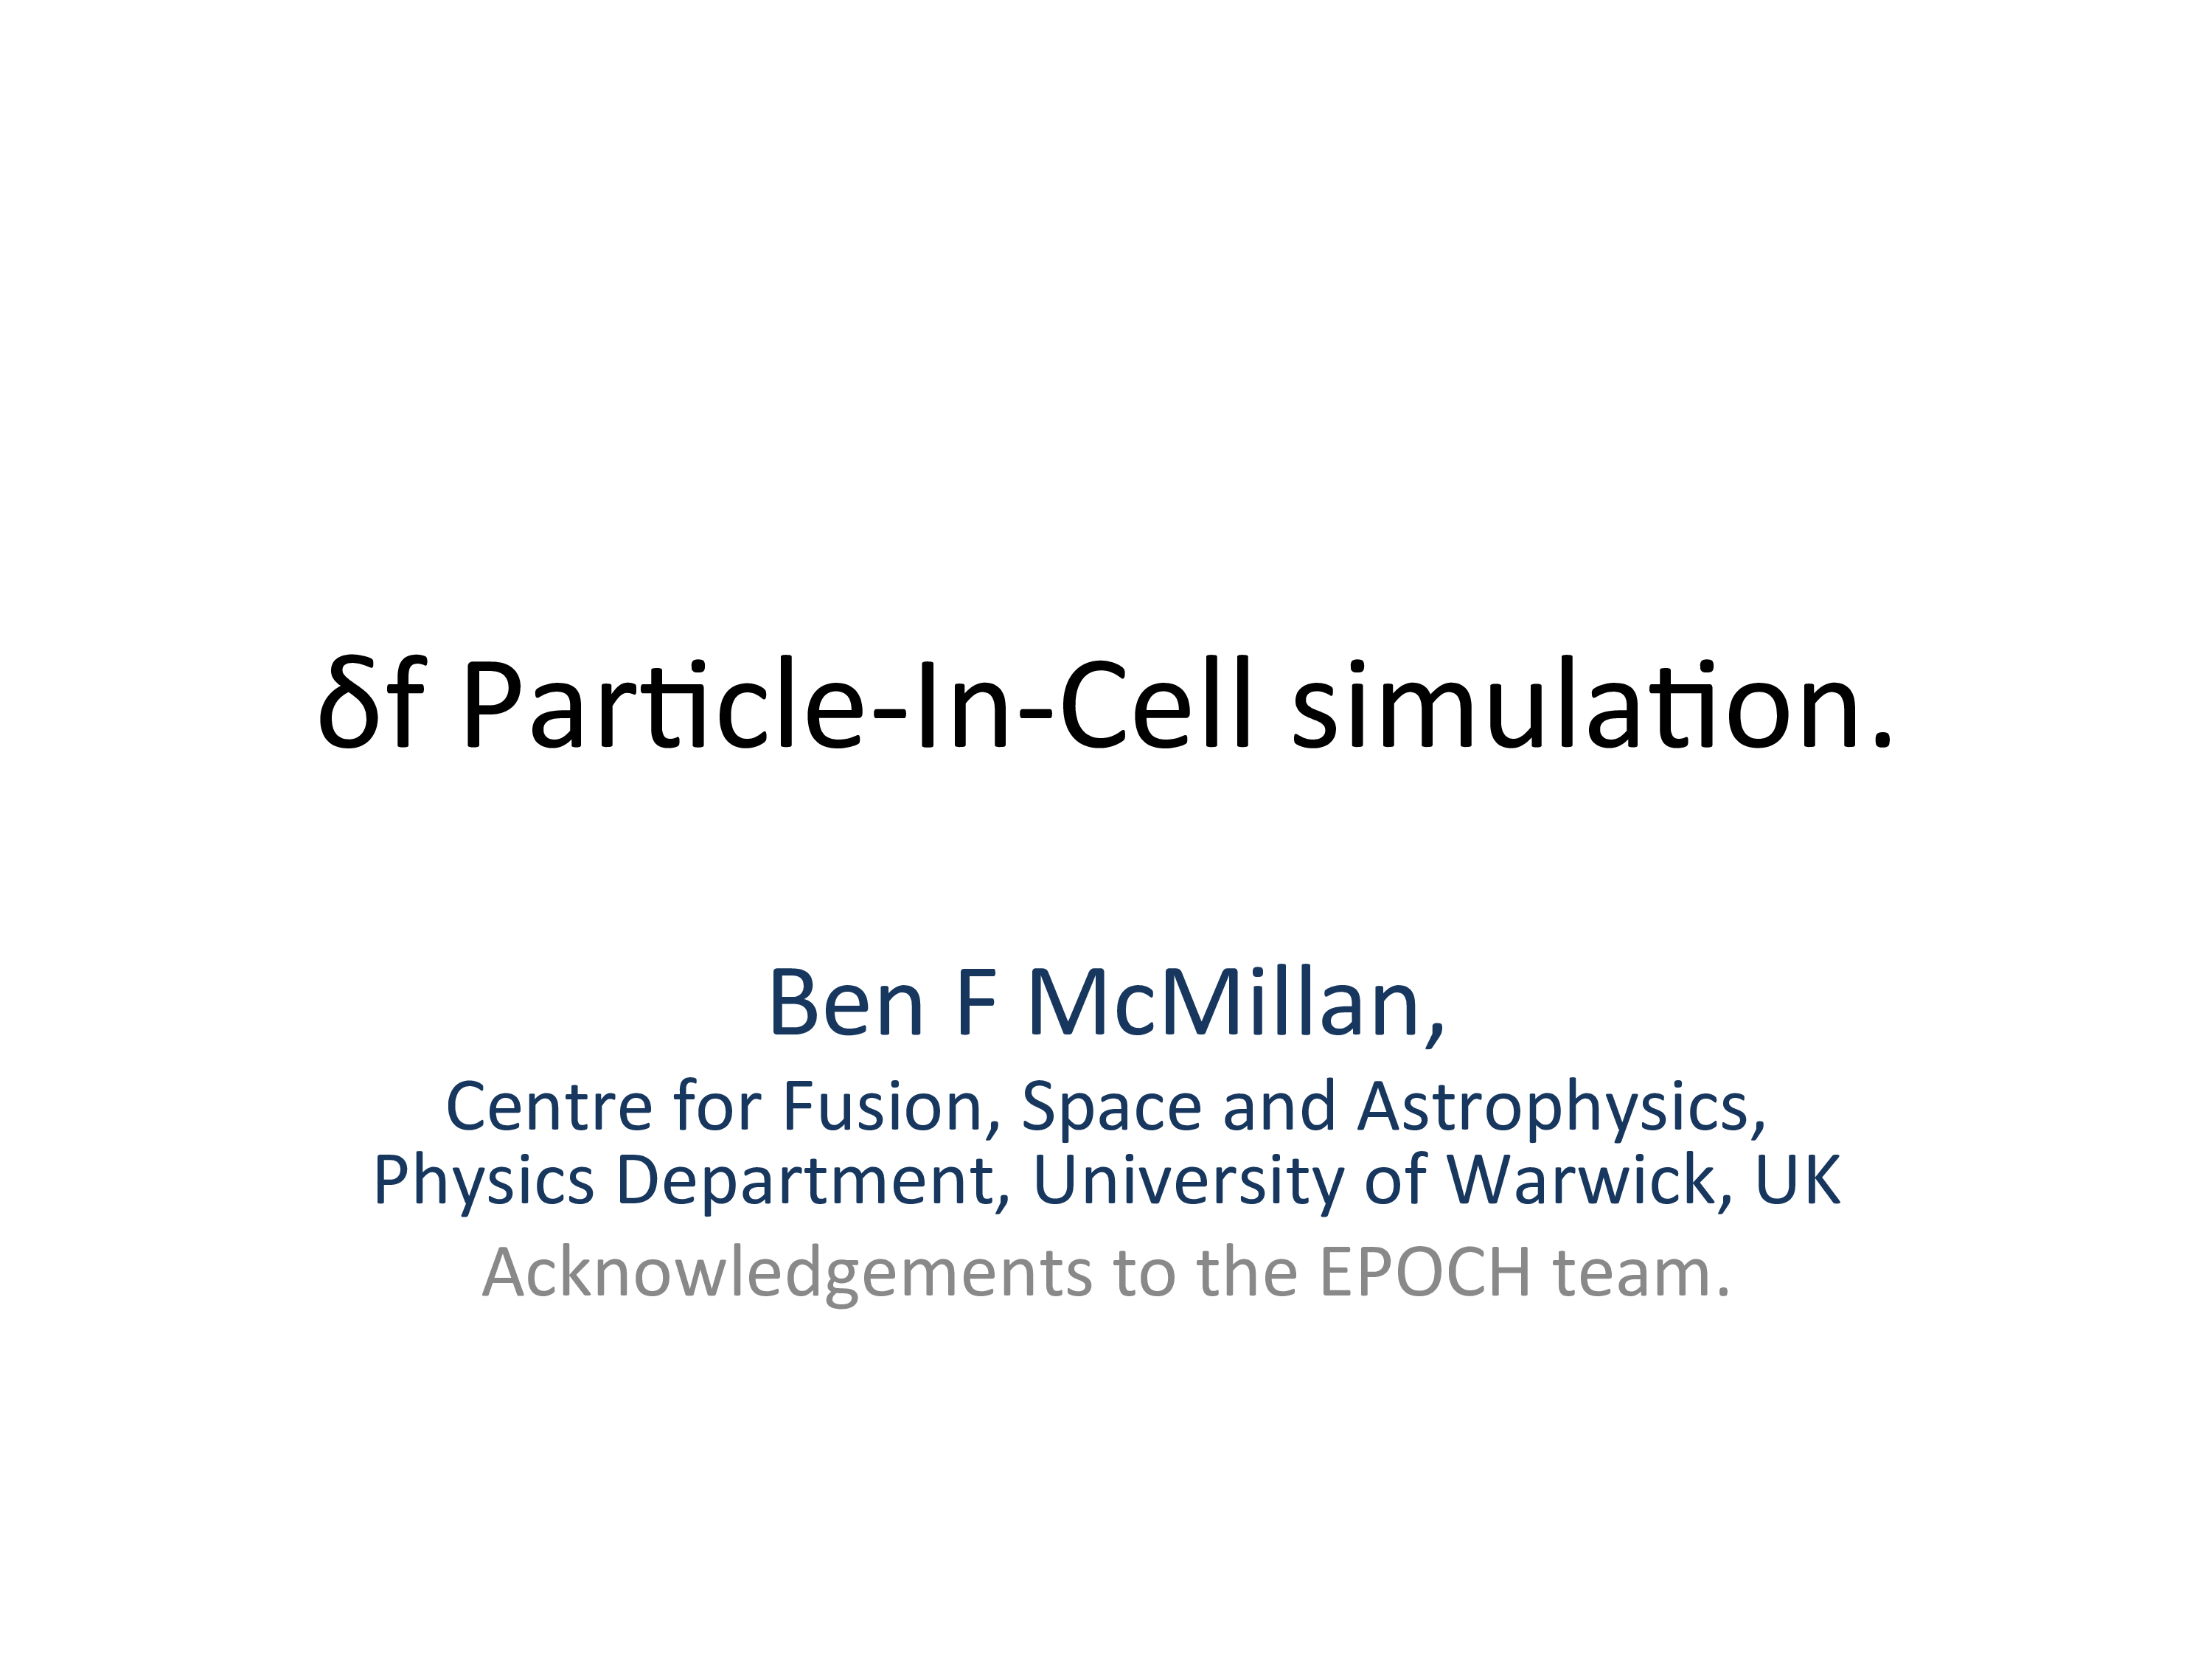 δf Particle-In-Cell simulation.
Ben F McMillan,
Centre for Fusion, Space and Astrophysics,
Physics Department, University of Warwick, UK
Acknowledgements to the EPOCH team.